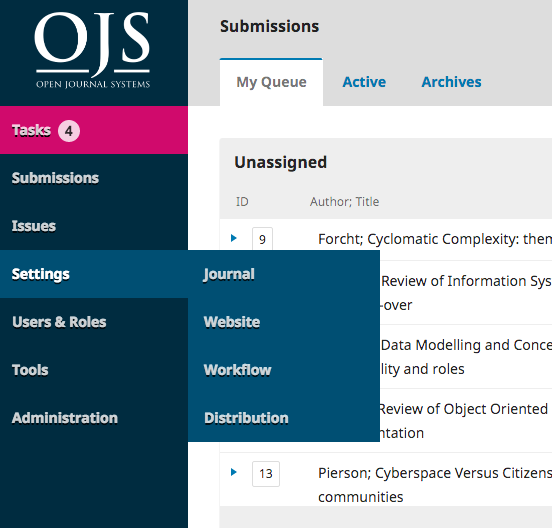 OJS
OPEN JOURNAL SYSTEMS
Tasks 4
Submissions
Issues
Settings
Users & Roles
Tools
Administration
Journal
Website
Workflow
Distribution
Submissions
My Queue Active Archives
Unassigned
ID Author; Title
9 Forcht; Cyclomatic Complexity: them
Review of Information Sys
-over
Data Modelling and Conce
lity and roles
Review of Object Oriented
ntation
13 Pierson; Cyberspace Versus Citizens
communities